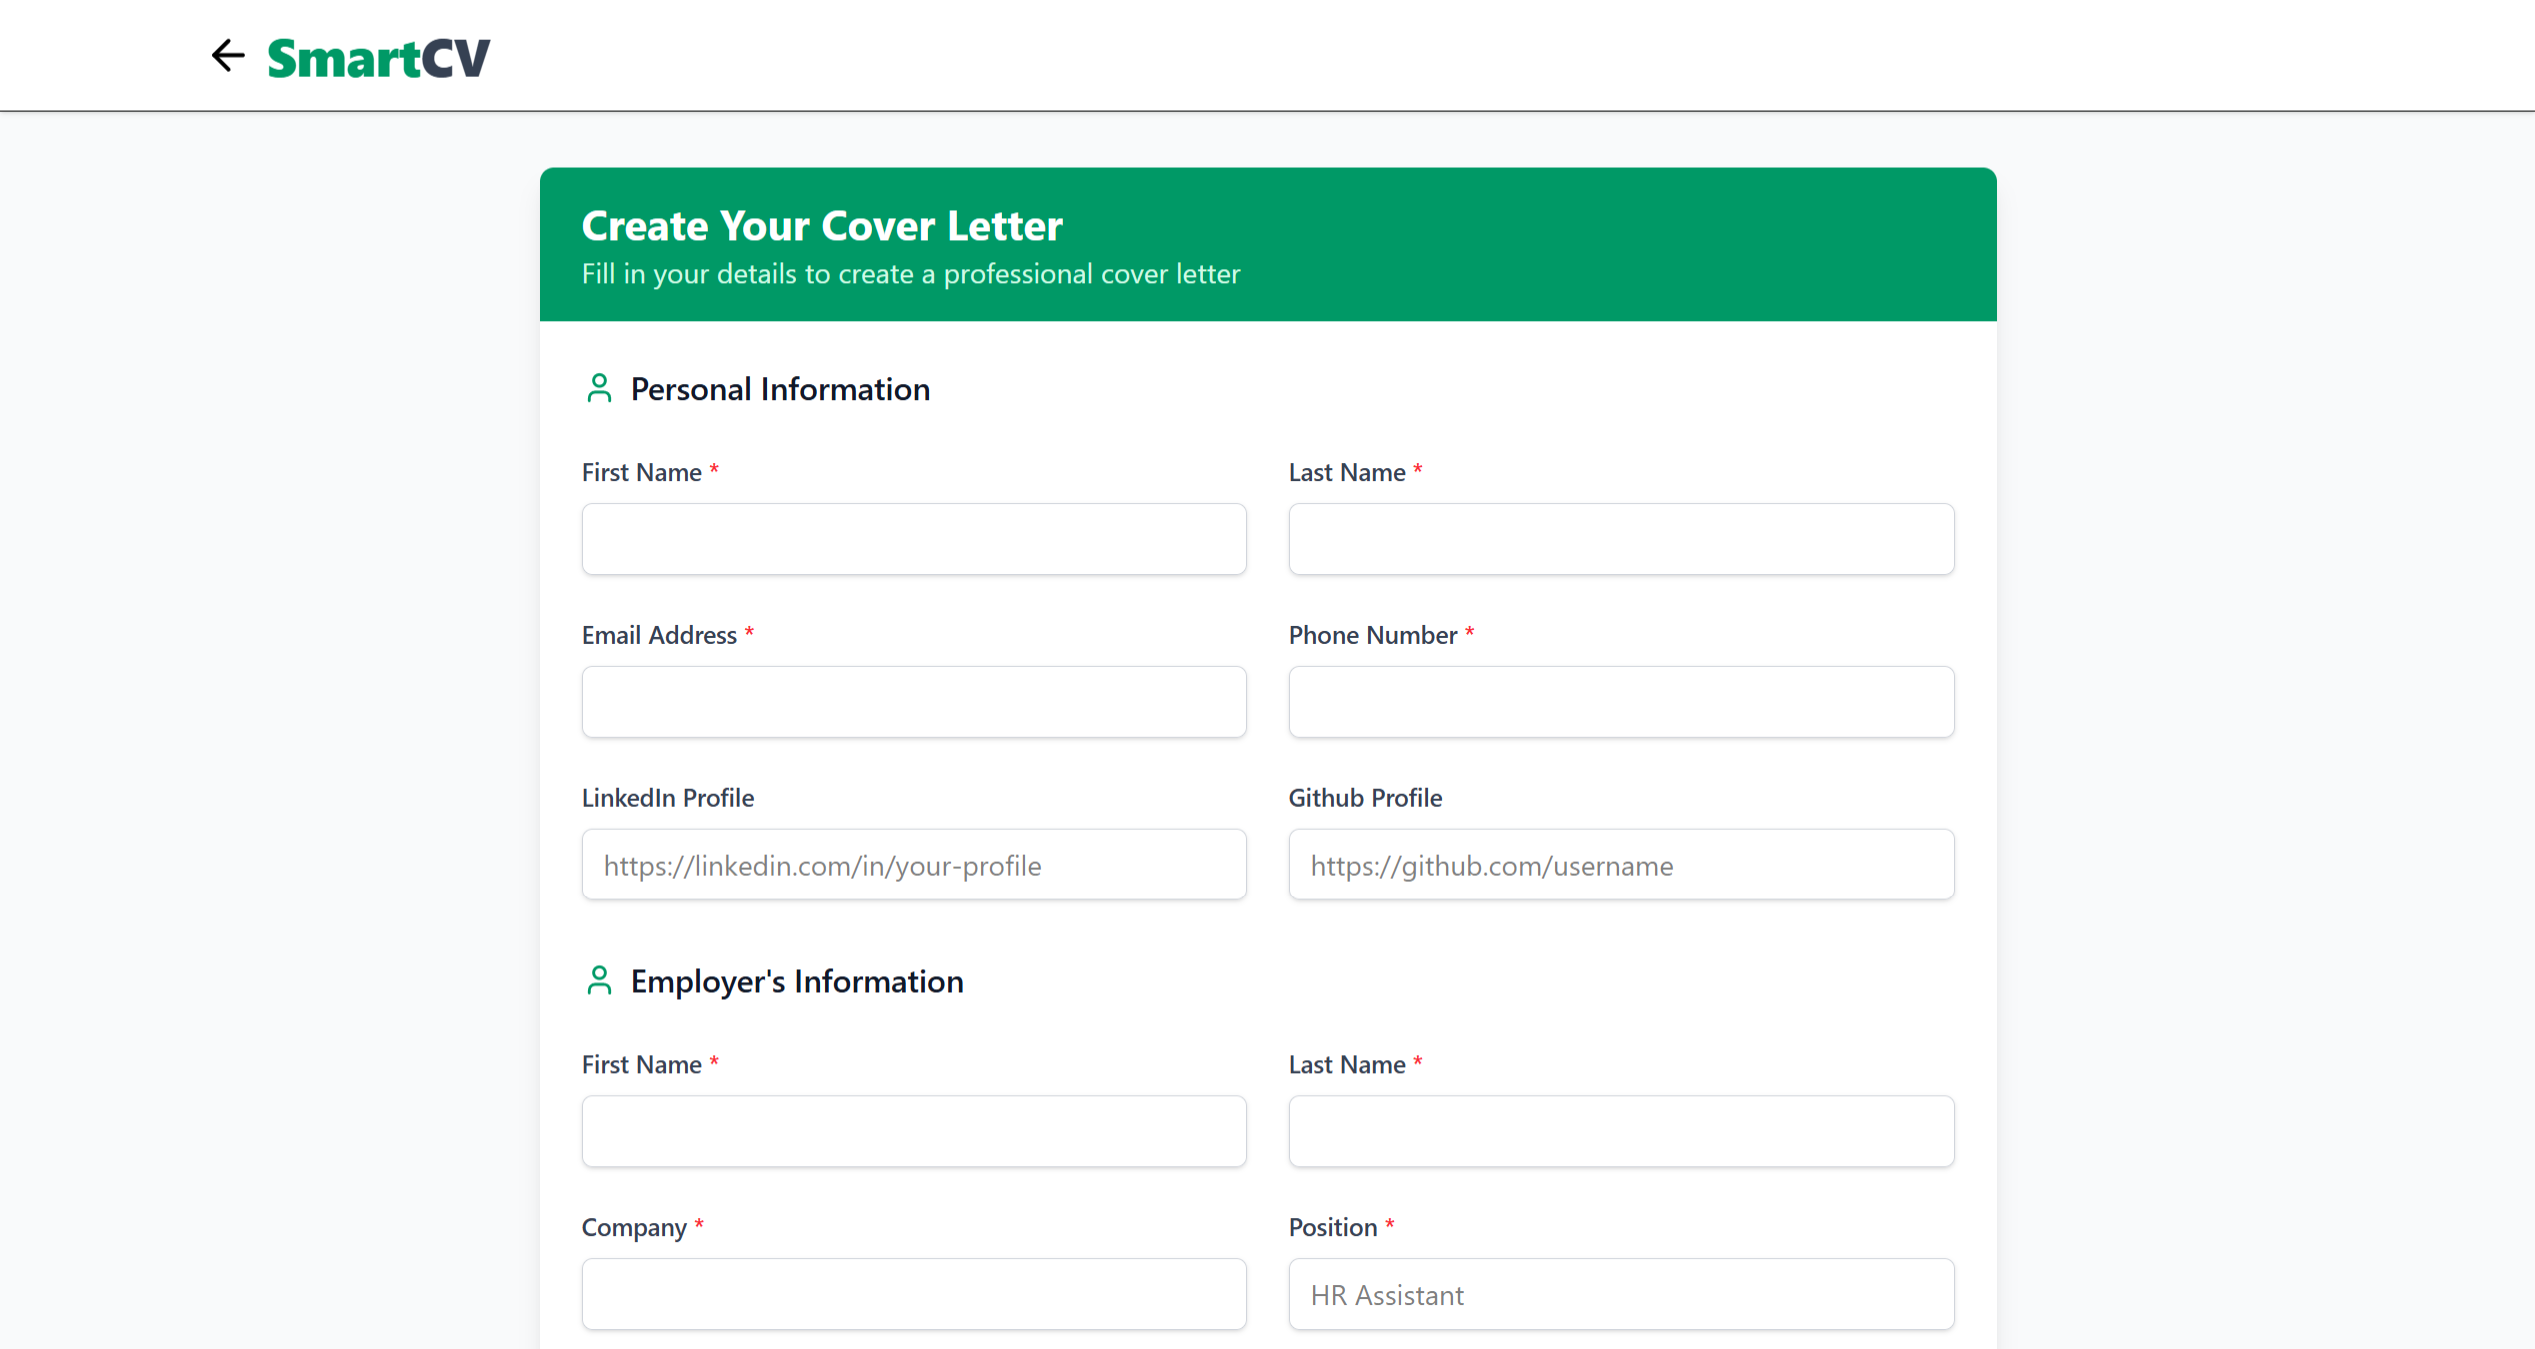 SmartCV
Create Your Cover Letter
Fill in your details to create a professional cover letter
Personal Information
First Name *
Last Name *
Email Address *
Phone Number *
LinkedIn Profile
Github Profile
https://linkedin.com/in/your-profile
https://github.com/username
Employer's Information
First Name *
Last Name *
Company *
Position *
HR Assistant